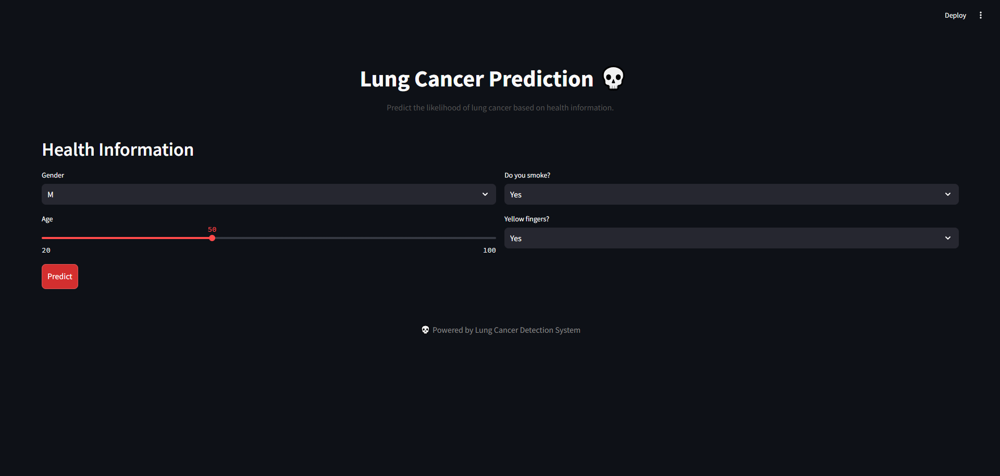 Deploy
Lung Cancer Prediction 💀
Predict the likelihood of lung cancer based on health information.
Health Information
Gender
M
Do you smoke?
Yes
Age
50
20 100
Yellow fingers?
Yes
Predict
💀 Powered by Lung Cancer Detection System